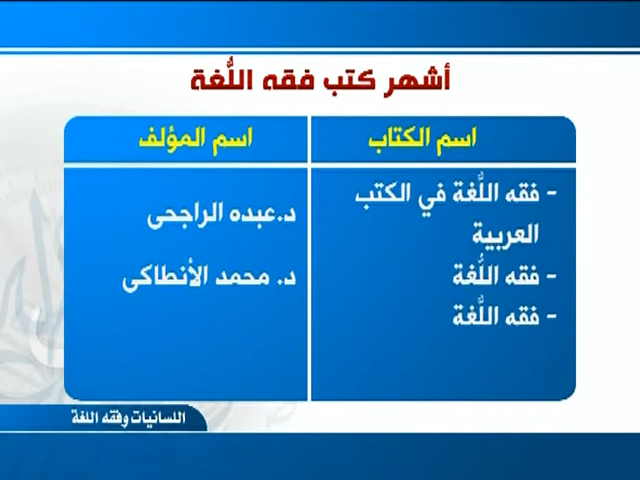 أشهر كتب فقه اللُّغة
اسم الكتاب
اسم المؤلف
- فقه اللُّغة في الكتب
العربية
د.عبده الراجحى
- فقه اللُّغة
د. محمد الأنطاكى
- فقه اللُّغة
اللسانيات وفقه اللغة